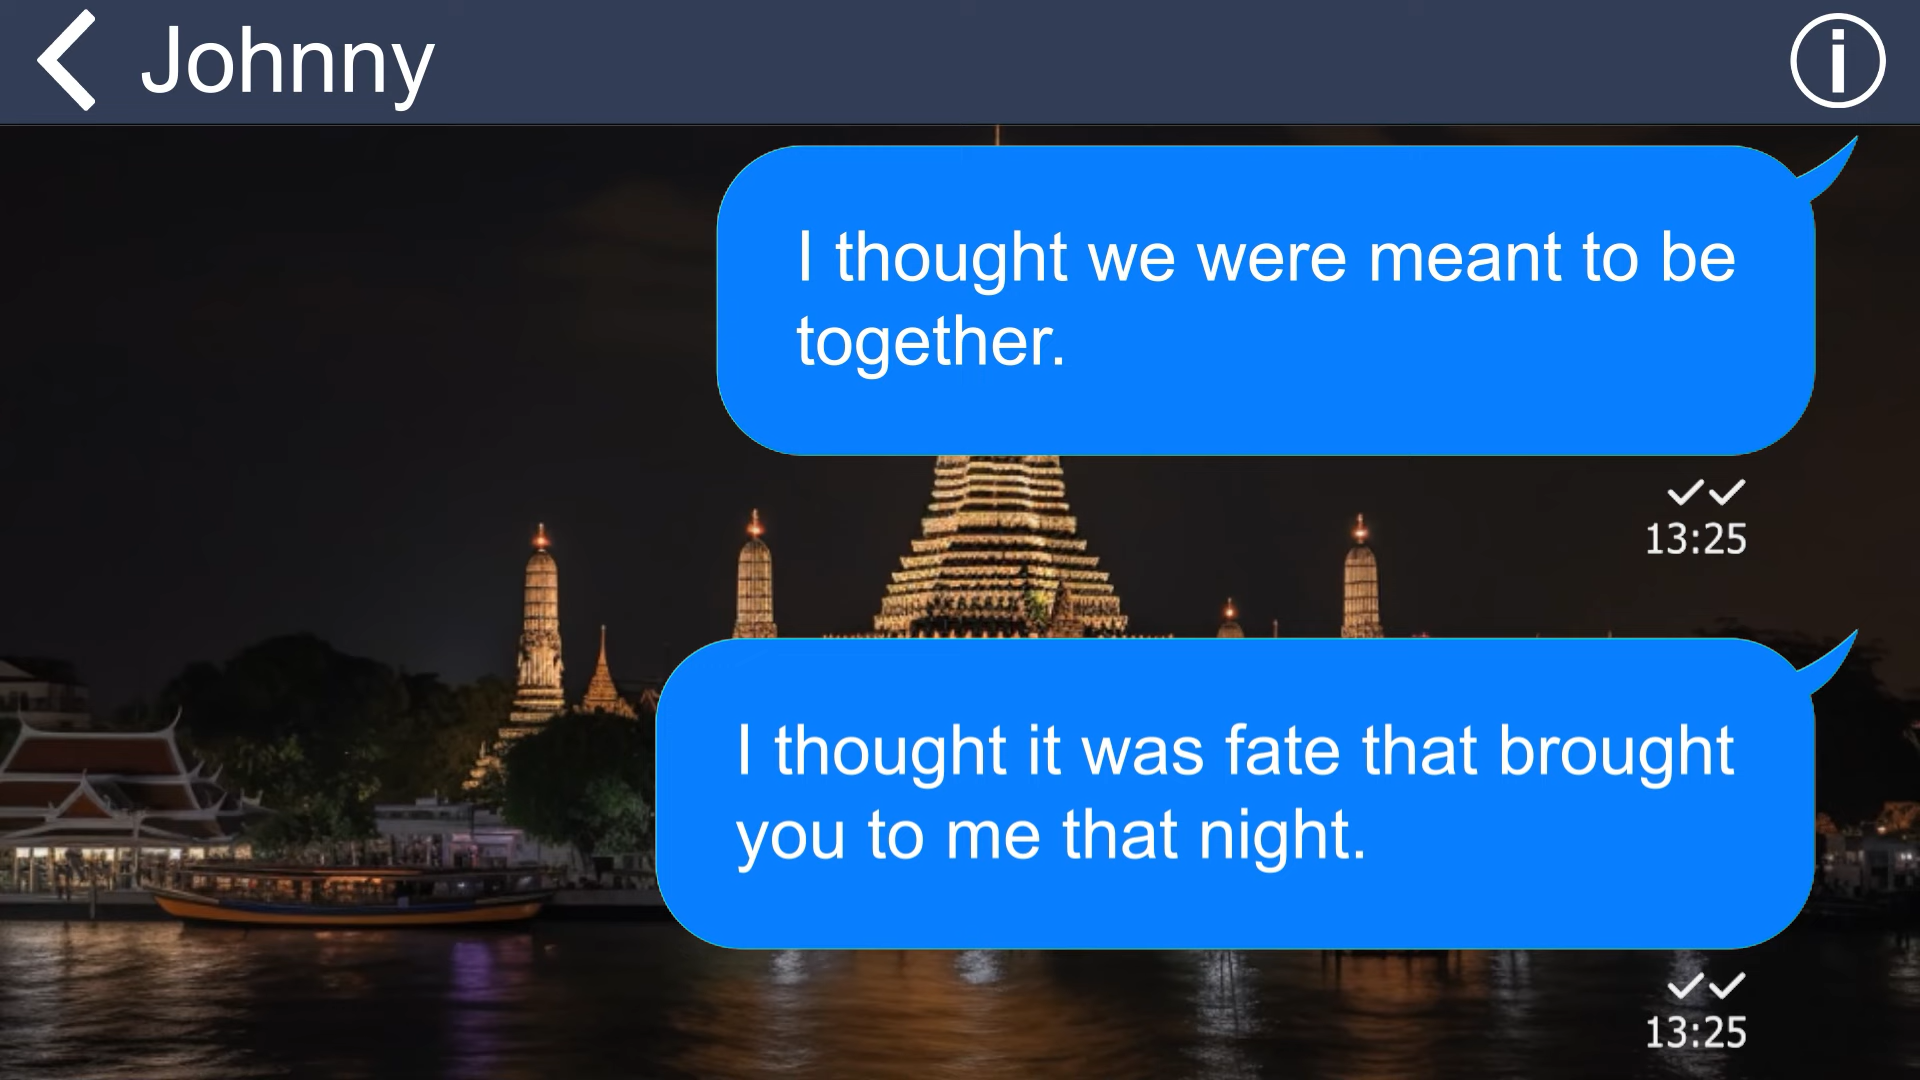 Johnny
I thought we were meant to be
together.
13:25
I thought it was fate that brought
you to me that night.
13:25